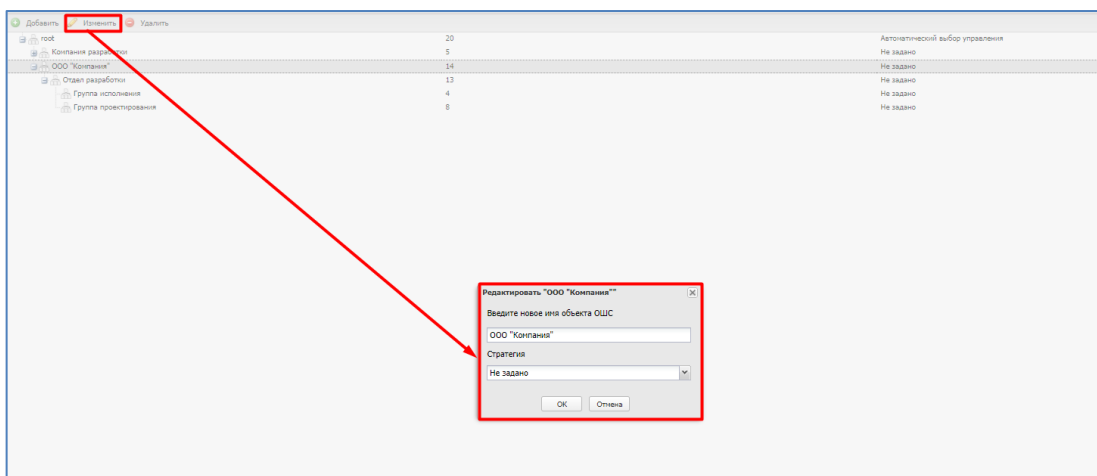 Добавить Изменить Удалить
root 20 Автоматический выбор управления
Компания разработки 5 Не задано
ООО "Компания" 14 Не задано
Отдел разработки 13 Не задано
Группа исполнения 4 Не задано
Группа проектирования 8 Не задано
Редактировать "ООО "Компания""
Введите новое имя объекта ОШС
ООО "Компания"
Стратегия
Не задано
ОК Отмена